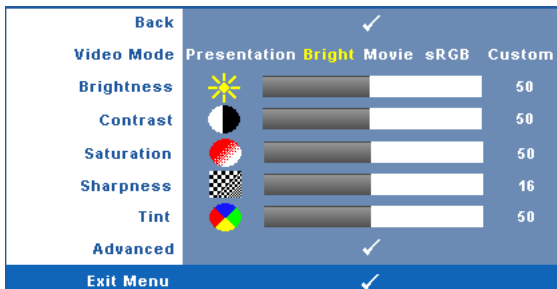 Back
Video Mode Presentation Bright Movie sRGB Custom
Brightness 50
Contrast 50
Saturation 50
Sharpness 16
Tint 50
Advanced
Exit Menu